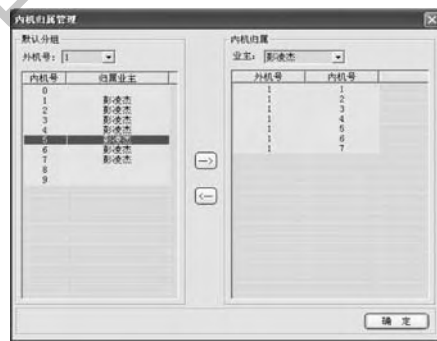 内机归属管理
默认分组
外机号： 1
内机号 归属业主
0
1 彭凌杰
2 彭凌杰
3 彭凌杰
4 彭凌杰
5 彭凌杰
6 彭凌杰
7 彭凌杰
8
9
-->
<--
内机归属
业主： 彭凌杰
外机号 内机号
1 1
1 2
1 3
1 4
1 5
1 6
1 7
确 定